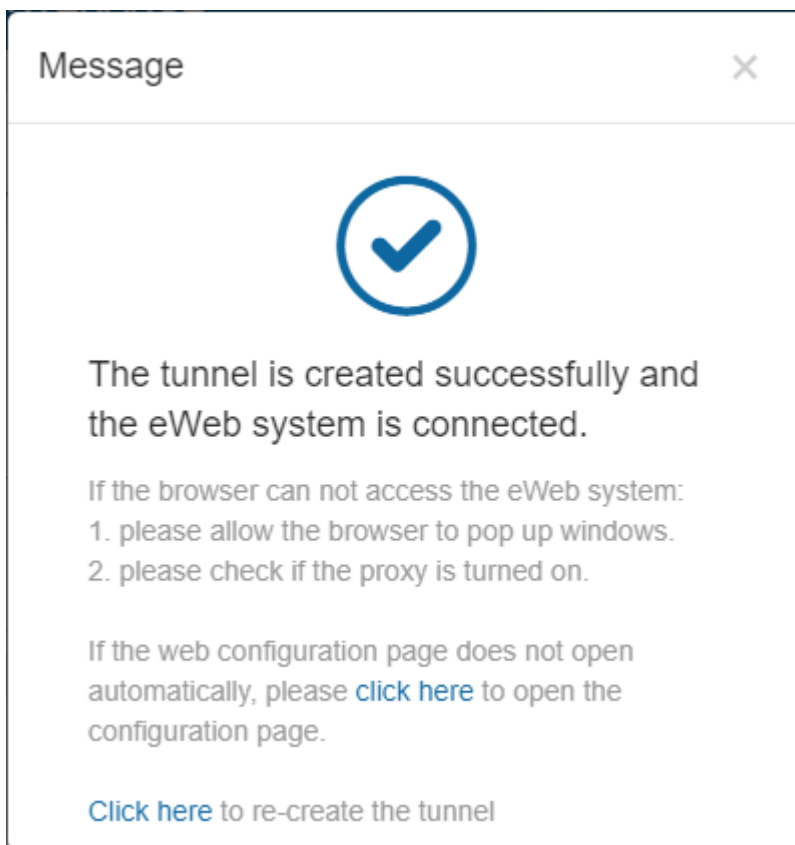 Message
The tunnel is created successfully and
the eWeb system is connected.
If the browser can not access the eWeb system:
1. please allow the browser to pop up windows.
2. please check if the proxy is turned on.
If the web configuration page does not open
automatically, please click here to open the
configuration page.
Click here to re-create the tunnel